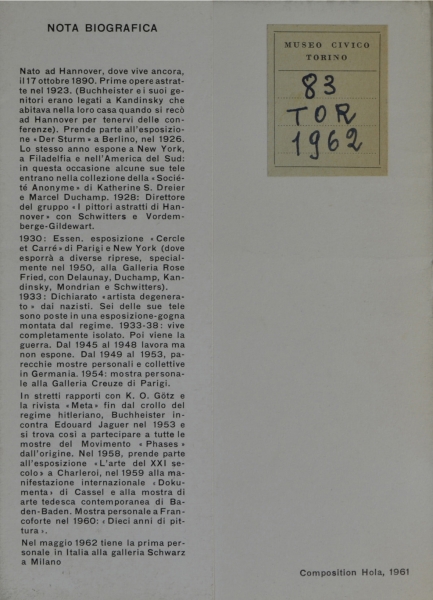 NOTA BIOGRAFICA
Nato ad Hannover, dove vive ancora,
il 17 ottobre 1890. Prime opere astrat-
te nel 1923. (Buchheister e i suoi ge-
nitori erano legati a Kandinsky che
abitava nella loro casa quando si recò
ad Hannover per tenervi delle con-
ferenze). Prende parte all'esposizio-
ne «Der Sturm» a Berlino, nel 1926.
Lo stesso anno espone a New York,
a Filadelfia e nell'America del Sud:
in questa occasione alcune sue tele
entrano nella collezione della «Socié-
té Anonyme» di Katherine S. Dreier
e Marcel Duchamp. 1928: Direttore
del gruppo «I pittori astratti di Han-
nover» con Schwitters e Vordem-
berge-Gildewart.
1930: Essen. esposizione «Cercle
et Carré» di Parigi e New York (dove
esporrà a diverse riprese, special-
mente nel 1950, alla Galleria Rose
Fried, con Delaunay, Duchamp, Kan-
dinsky, Mondrian e Schwitters).
1933: Dichiarato «artista degenera-
to» dai nazisti. Sei delle sue tele
sono poste in una esposizione-gogna
montata dal regime. 1933-38: vive
completamente isolato. Poi viene la
guerra. Dal 1945 al 1948 lavora ma
non espone. Dal 1949 al 1953, pa-
recchie mostre personali e collettive
in Germania. 1954: mostra persona-
le alla Galleria Creuze di Parigi.
In stretti rapporti con K. O. Götz e
la rivista «Meta» fin dal crollo del
regime hitleriano, Buchheister in-
contra Edouard Jaguer nel 1953 e
si trova così a partecipare a tutte le
mostre del Movimento «Phases»
dall'origine. Nel 1958, prende parte
all'esposizione «L'arte del XXI se-
colo» a Charleroi, nel 1959 alla ma-
nifestazione internazionale ‹Doku-
menta› di Cassel e alla mostra di
arte tedesca contemporanea di Ba-
den-Baden. Mostra personale a Fran-
coforte nel 1960: ‹Dieci anni di pit-
tura›.
Nel maggio 1962 tiene la prima per-
sonale in Italia alla galleria Schwarz
a Milano
MUSEO CIVICO
TORINO
83
TOR
1962
Composition Hola, 1961